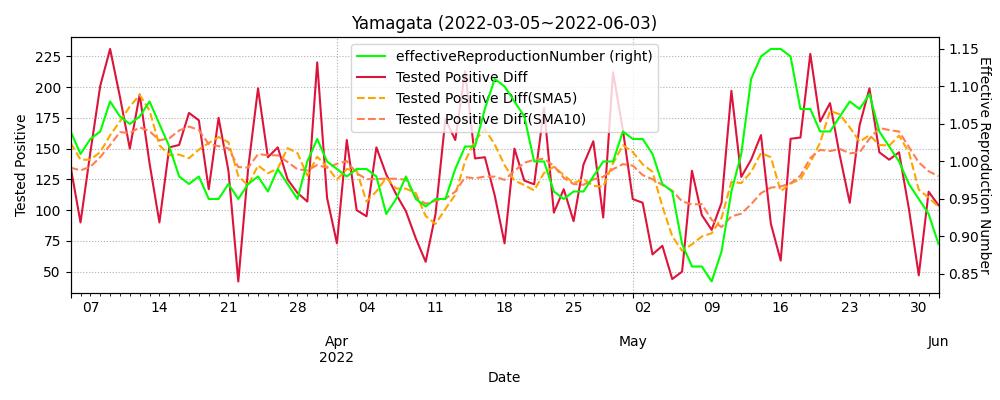 Yamagata (2022-03-05~2022-06-03)
effectiveReproductionNumber (right)
Tested Positive Diff
Tested Positive Diff(SMA5)
Tested Positive Diff(SMA10)
Tested Positive
225
200
175
150
125
100
75
50
1.15
1.10
1.05
1.00
0.95
0.90
0.85
Effective Reproduction Number
07 14 21 28 04 11 18 25 02 09 16 23 30
Apr May Jun
2022
Date